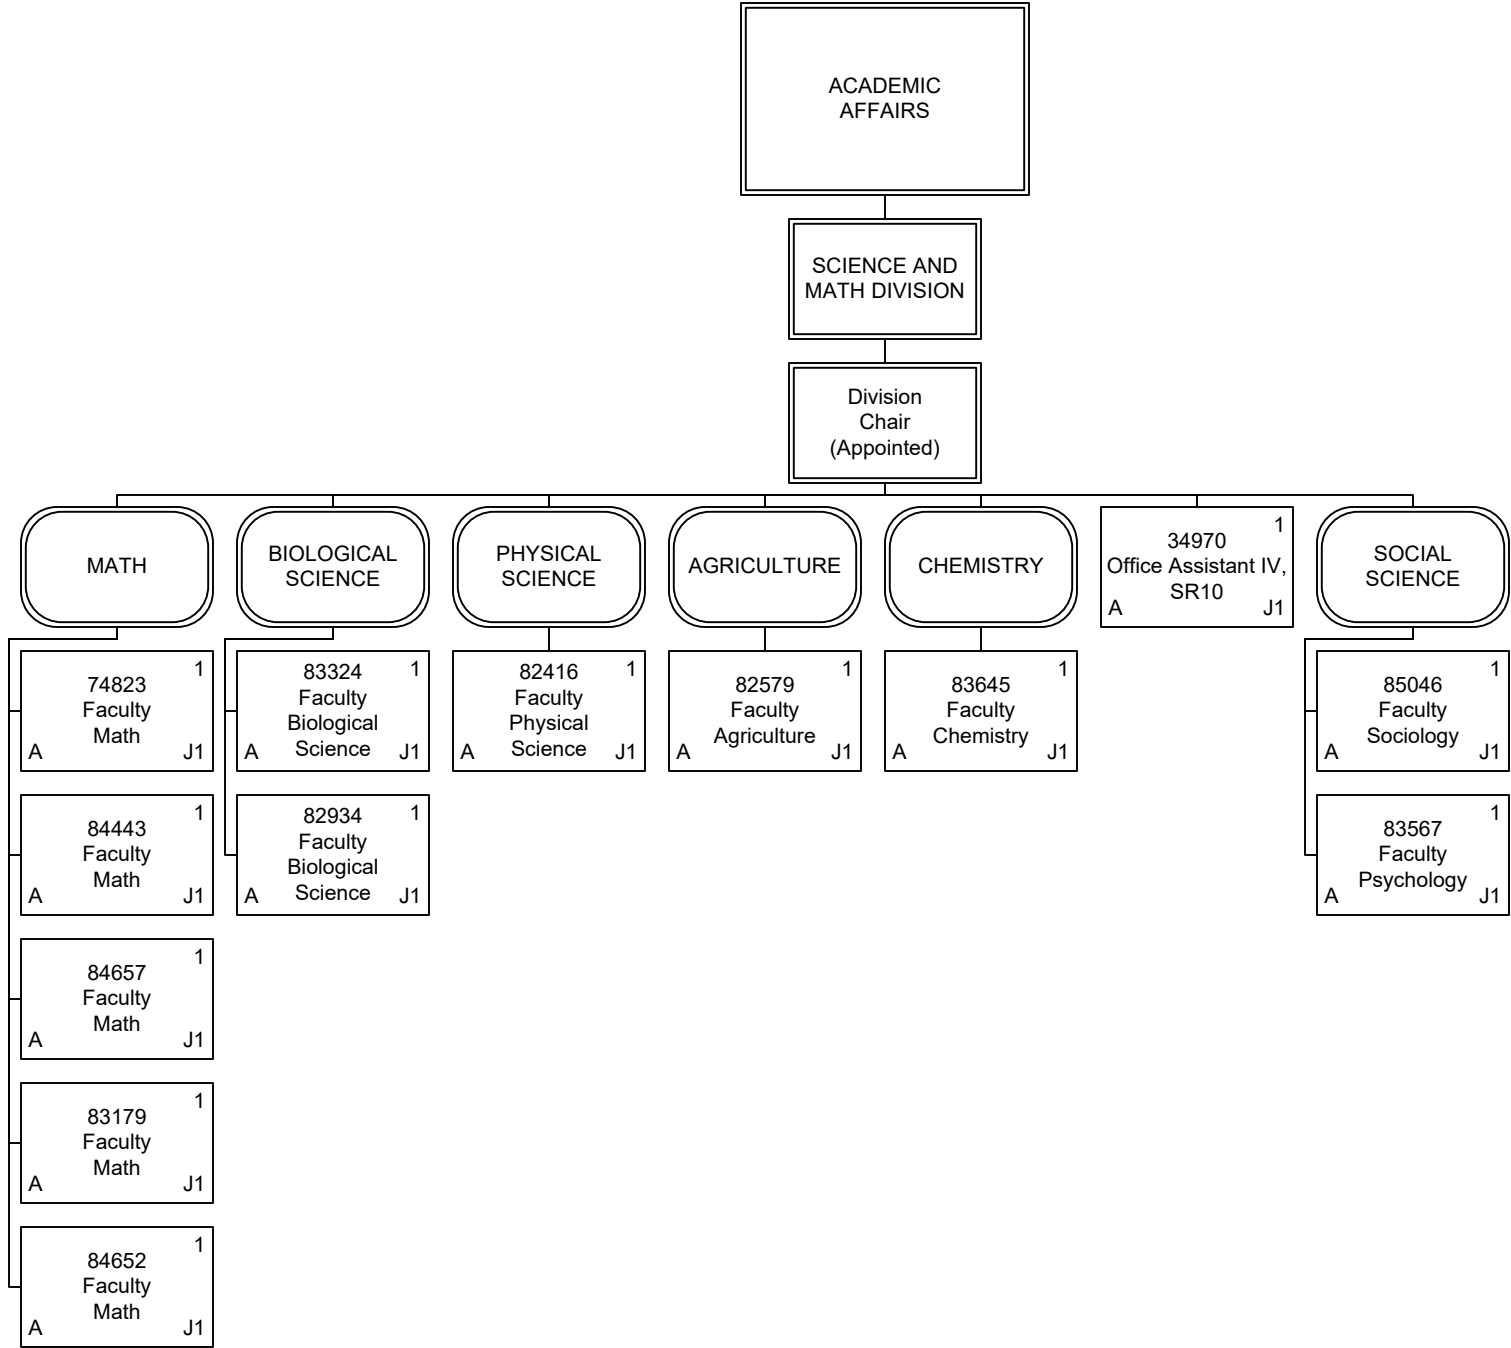 ACADEMIC
AFFAIRS
SCIENCE AND
MATH DIVISION
Division
Chair
(Appointed)
MATH
BIOLOGICAL
SCIENCE
PHYSICAL
SCIENCE
AGRICULTURE
CHEMISTRY
1
34970
Office Assistant IV,
SR10
A J1
SOCIAL
SCIENCE
1
74823
Faculty
Math
A J1
1
84443
Faculty
Math
A J1
1
84657
Faculty
Math
A J1
1
83179
Faculty
Math
A J1
1
84652
Faculty
Math
A J1
1
83324
Faculty
Biological
Science
A J1
1
82934
Faculty
Biological
Science
A J1
1
82416
Faculty
Physical
Science
A J1
1
82579
Faculty
Agriculture
A J1
1
83645
Faculty
Chemistry
A J1
1
85046
Faculty
Sociology
A J1
1
83567
Faculty
Psychology
A J1